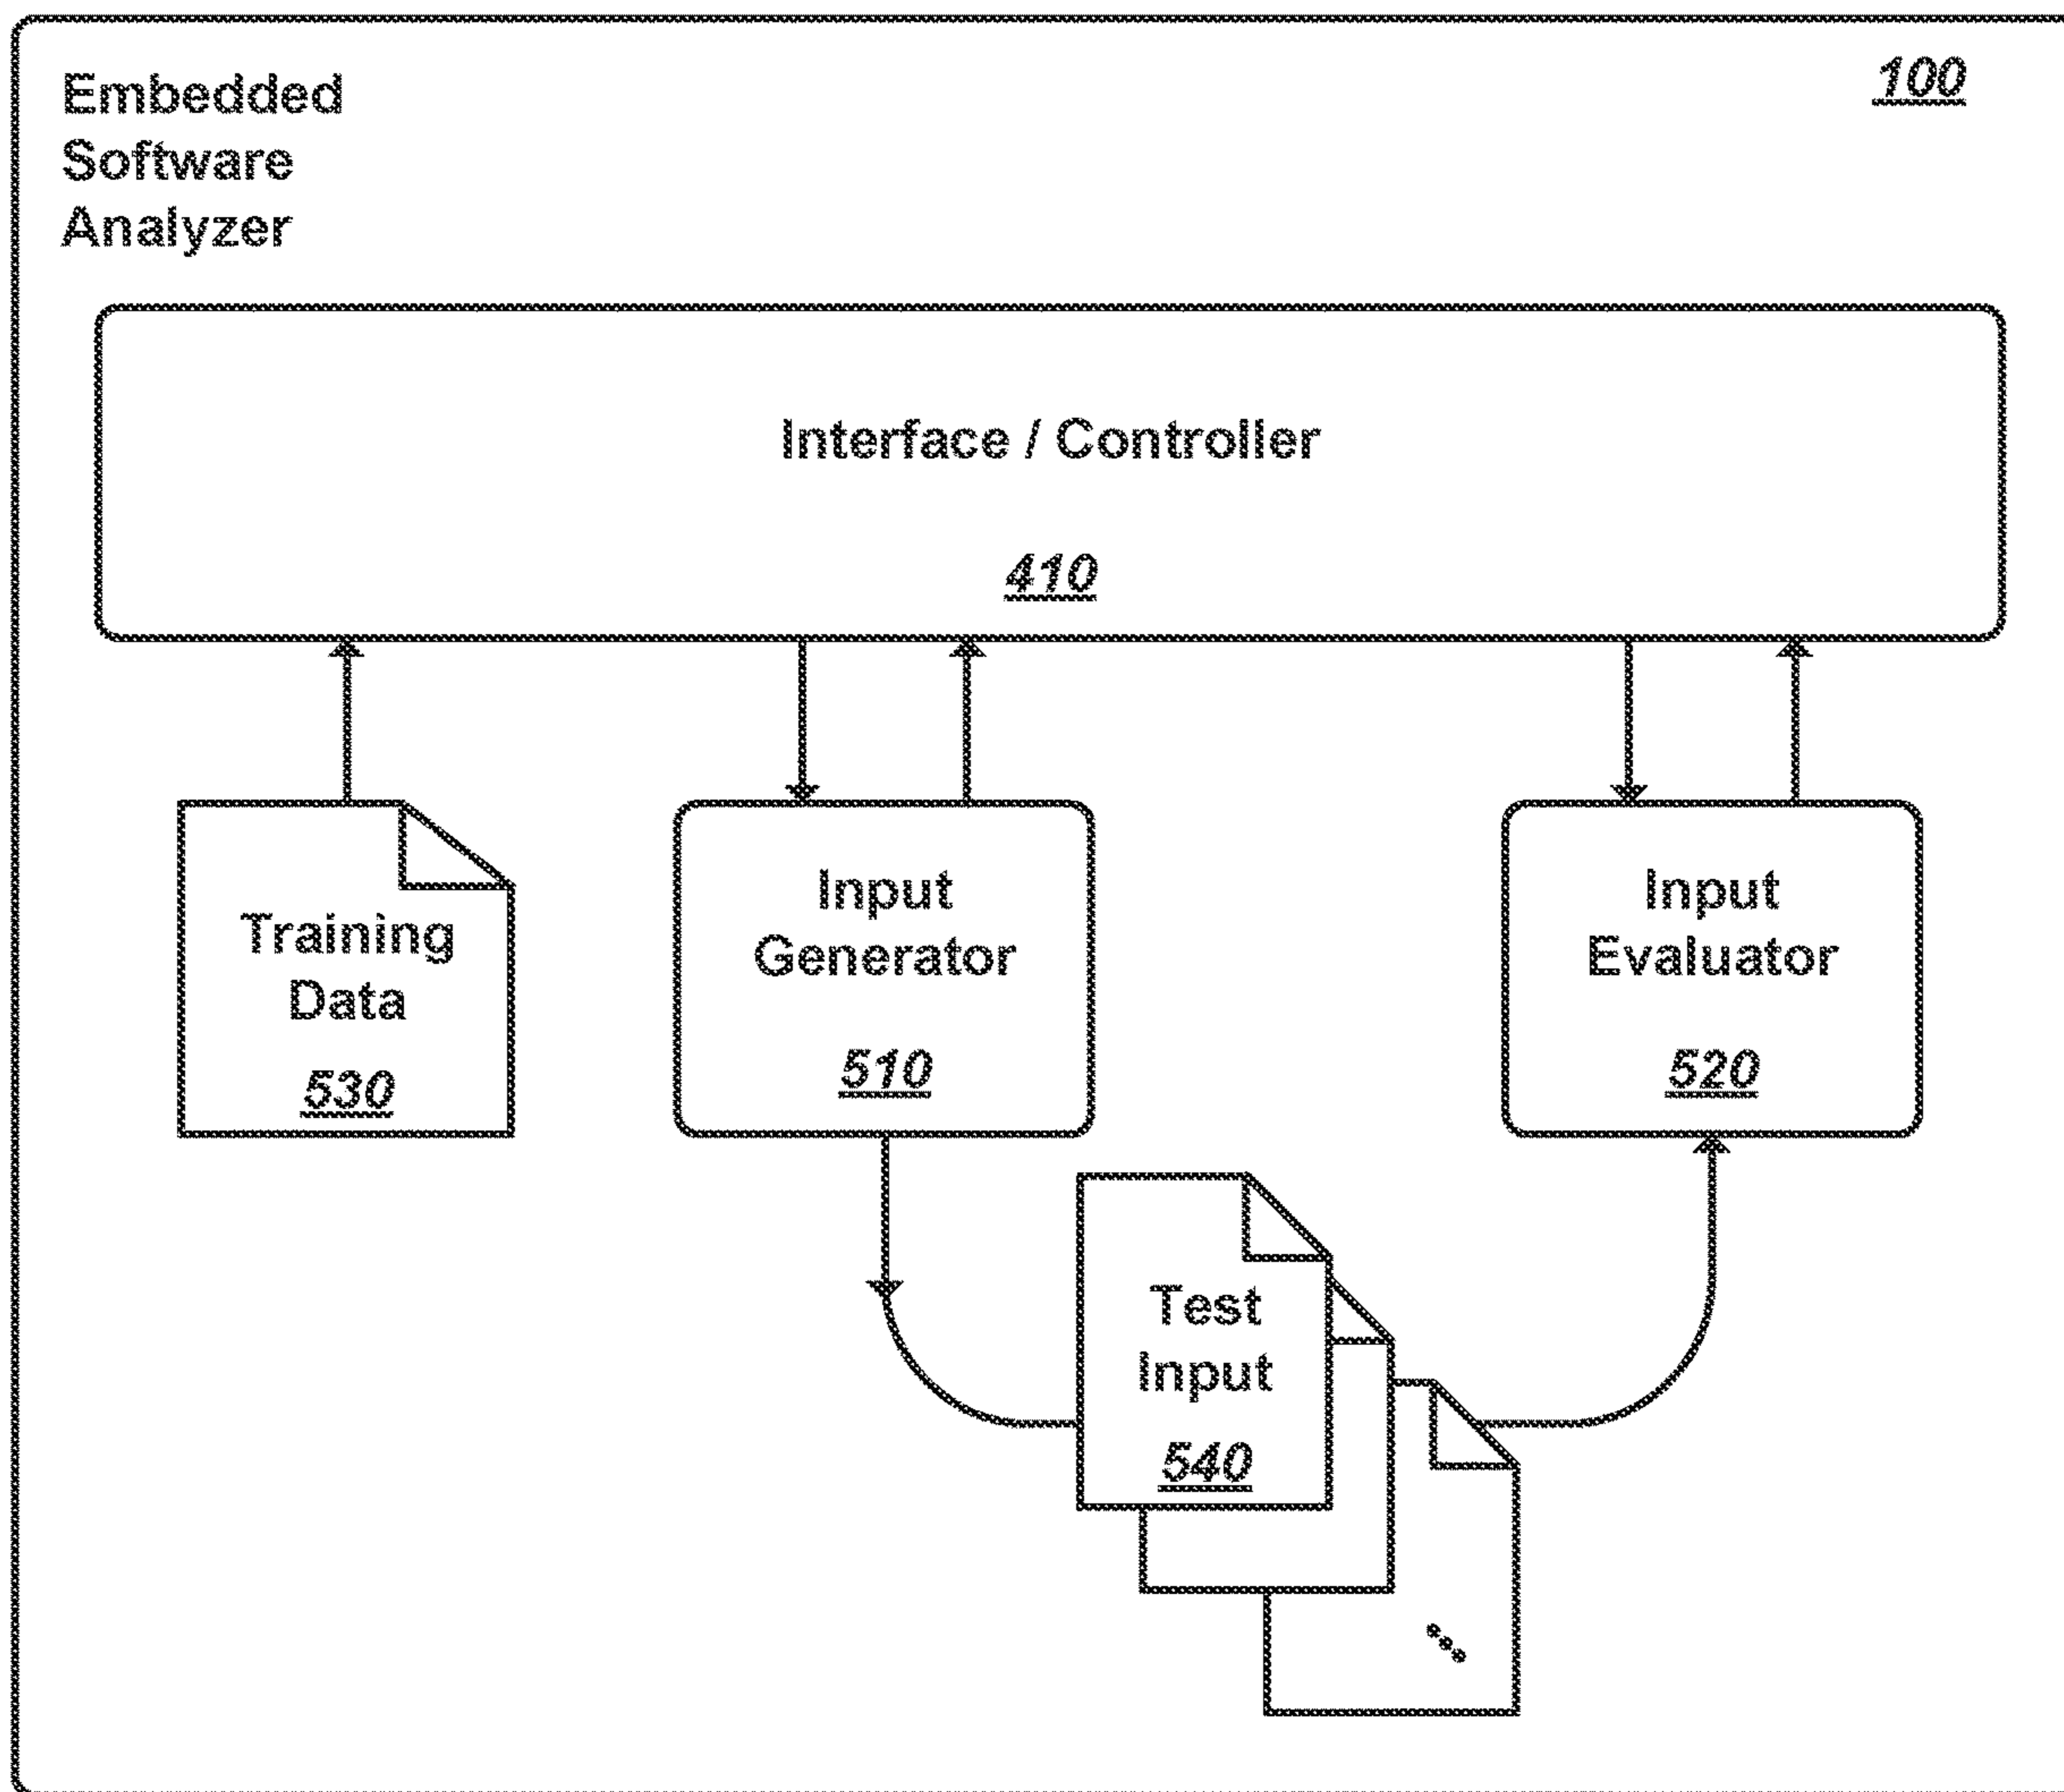 Embedded
Software
Analyzer
100
Interface / Controller
410
Training
Data
530
Input
Generator
510
Input
Evaluator
520
Test
Input
540